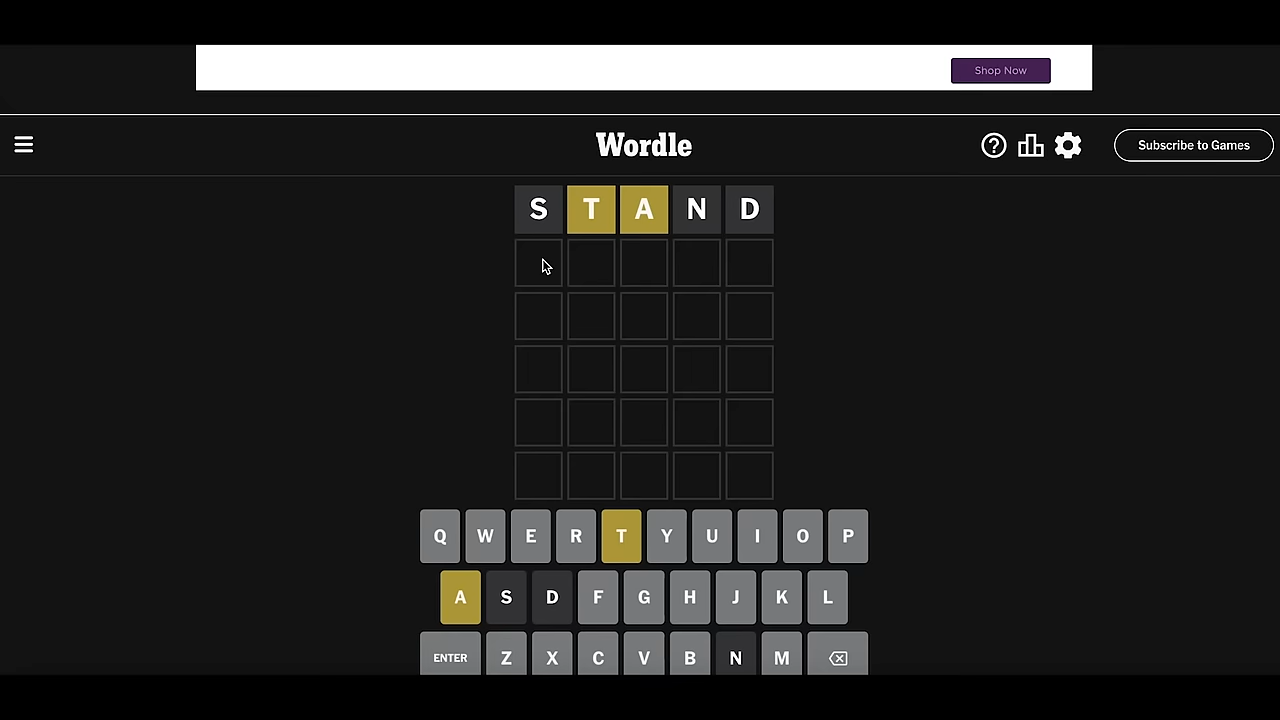 Shop Now
Wordle
Subscribe to Games
S T A N D
Q W E R T Y U I O P
A S D F G H J K L
ENTER Z X C V B N M